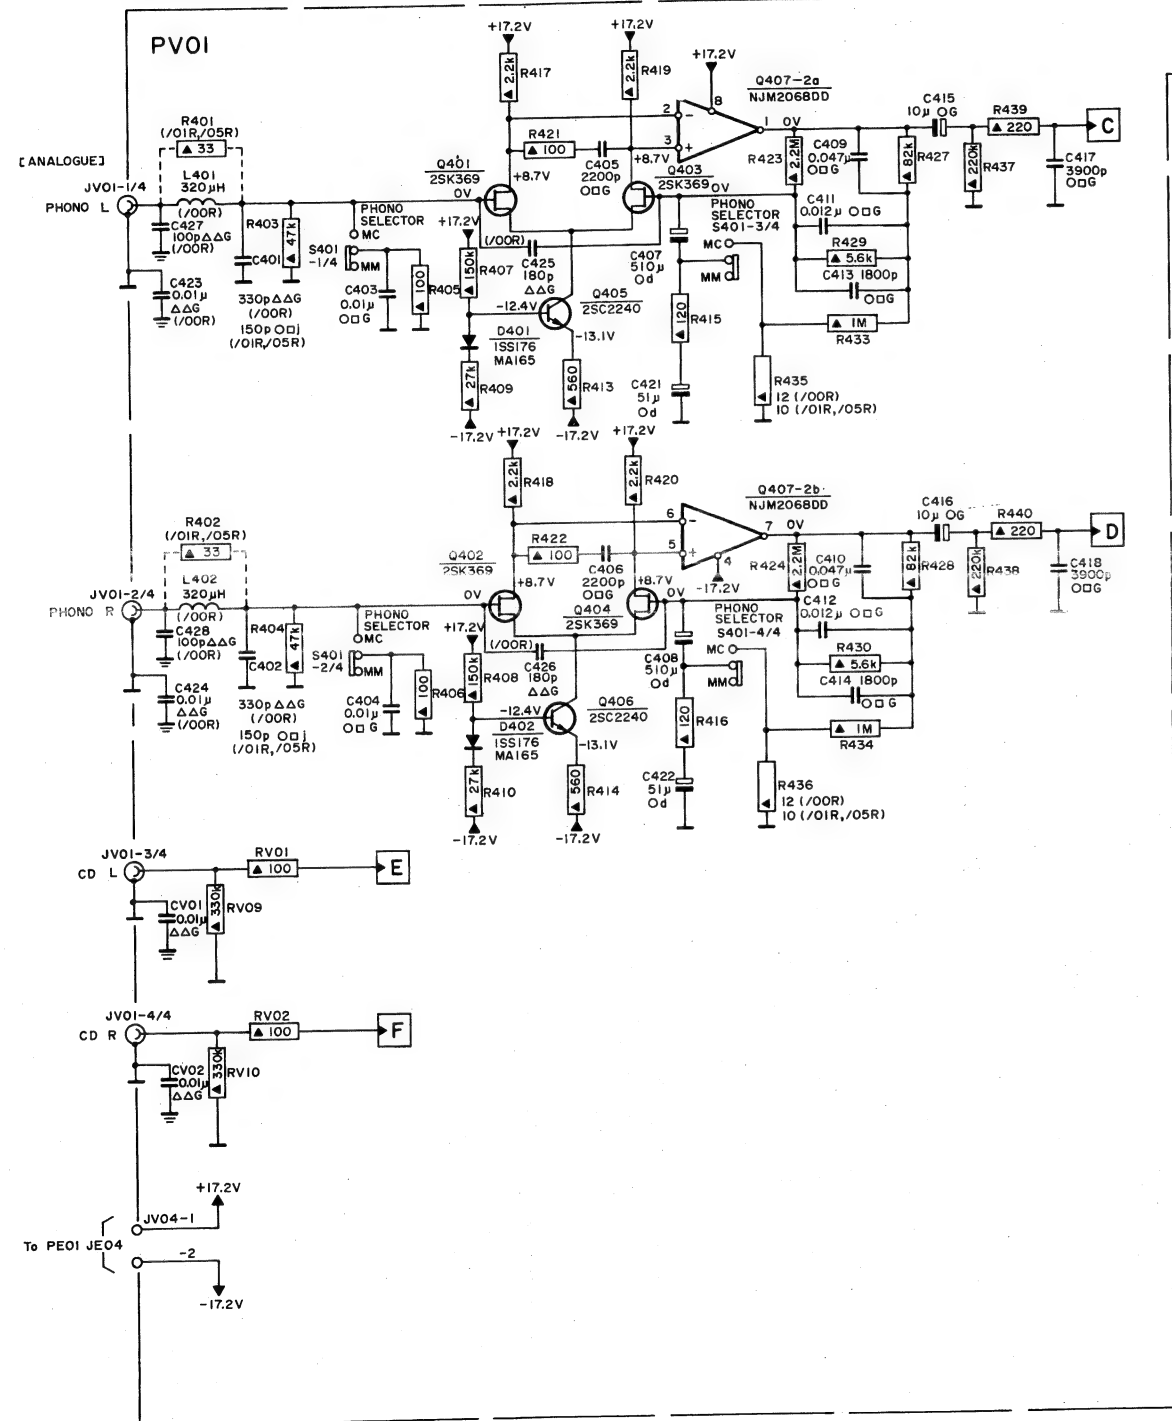 PV01
[ANALOGUE]
+17.2V
2.2k
R417
+17.2V
2.2k
R419
+17.2V
8
Q407-2a
NJM2068DD
2
-
3
+
1
0V
R401
(/01R,/05R)
33
L401
320µH
(/00R)
JV01-1/4
PHONO L
C427
100p△△G
(/00R)
C423
0.01µ
△△G
(/00R)
R403
47k
C401
330p△△G
(/00R)
150p ○□j
(/01R,/05R)
PHONO
SELECTOR
MC
S401
-1/4
MM
C403
0.01µ
○□G
100
R405
Q401
2SK369
0V
+8.7V
R421
100
C405
2200p
○□G
+8.7V
Q403
2SK369
0V
+17.2V
150k
R407
(/00R)
C425
180p
△△G
-12.4V
Q405
2SC2240
-13.1V
D401
1SS176
MA165
27k
R409
-17.2V
560
R413
-17.2V
C407
510µ
○d
120
R415
C421
51µ
○d
PHONO
SELECTOR
S401-3/4
MC
MM
R423
2.2M
C409
0.047µ
○□G
82k
R427
C411
0.012µ ○□G
R429
5.6k
C413 1800p
○□G
1M
R433
R435
12 (/00R)
10 (/01R,/05R)
C415
10µ ○G
220k
R437
R439
220
C417
3900p
○□G
C
+17.2V
2.2k
R418
+17.2V
2.2k
R420
Q407-2b
NJM2068DD
6
-
5
+
7
0V
4
-17.2V
R402
(/01R,/05R)
33
L402
320µH
(/00R)
JV01-2/4
PHONO R
C428
100p△△G
(/00R)
C424
0.01µ
△△G
(/00R)
R404
47k
C402
330p△△G
(/00R)
150p ○□j
(/01R,/05R)
PHONO
SELECTOR
MC
S401
-2/4
MM
C404
0.01µ
○□G
100
R406
Q402
2SK369
0V
+8.7V
R422
100
C406
2200p
○□G
+8.7V
Q404
2SK369
0V
+17.2V
150k
R408
(/00R)
C426
180p
△△G
-12.4V
Q406
2SC2240
-13.1V
D402
1SS176
MA165
27k
R410
-17.2V
560
R414
-17.2V
C408
510µ
○d
120
R416
C422
51µ
○d
PHONO
SELECTOR
S401-4/4
MC
MM
R424
2.2M
C410
0.047µ
○□G
82k
R428
C412
0.012µ ○□G
R430
5.6k
C414 1800p
○□G
1M
R434
R436
12 (/00R)
10 (/01R,/05R)
C416
10µ ○G
220k
R438
R440
220
C418
3900p
○□G
D
JV01-3/4
CD L
CV01
0.01µ
△△G
330k
RV09
RV01
100
E
JV01-4/4
CD R
CV02
0.01µ
△△G
330k
RV10
RV02
100
F
+17.2V
JV04-1
To PE01 JE04
-2
-17.2V